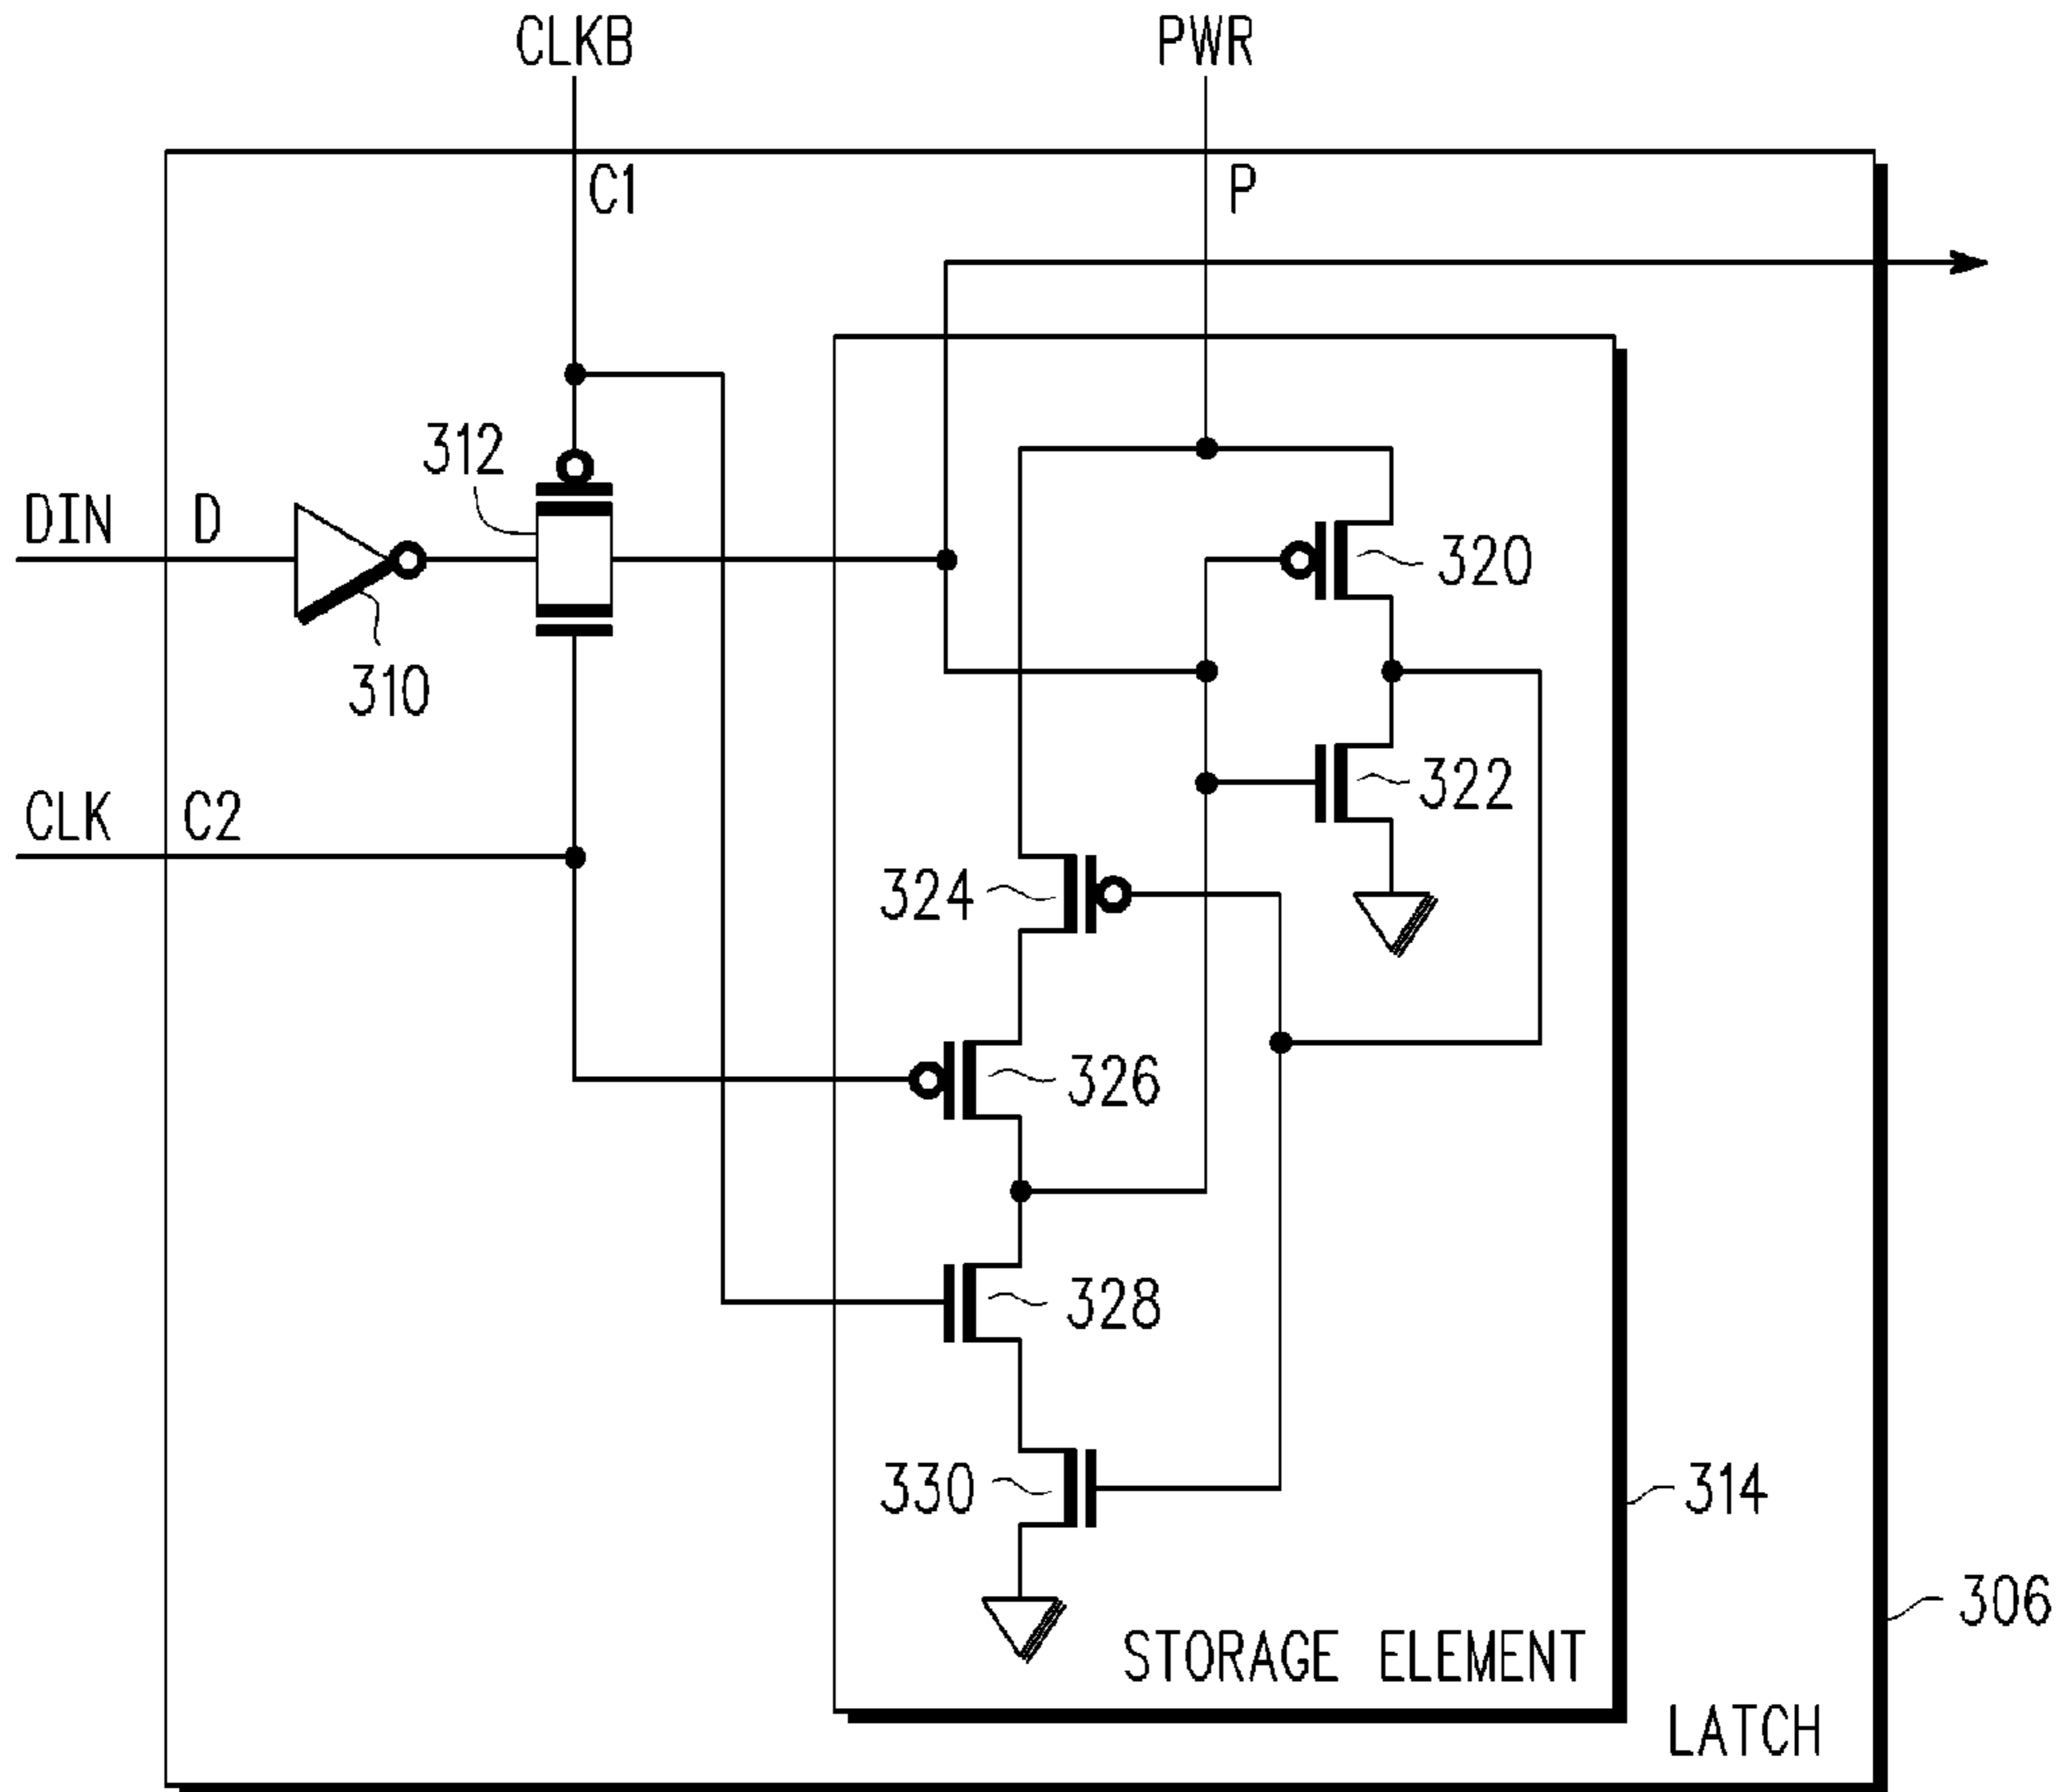 CLKB
PWR
C1
P
312
DIN
D
320
310
CLK
C2
322
324
326
328
330
314
306
STORAGE ELEMENT
LATCH